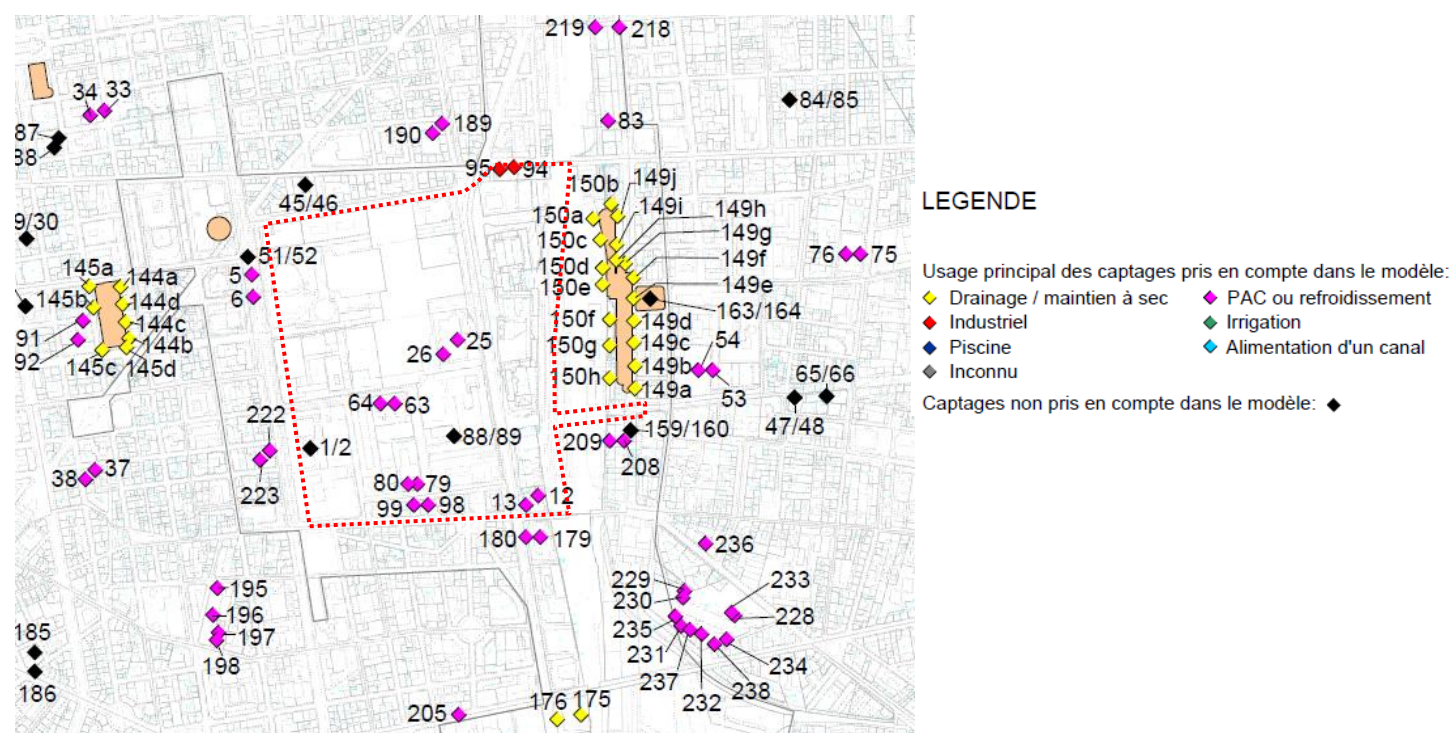 219
218
34
33
84/85
83
87
88
190
189
95
94
45/46
150b
149j
150a
149i
149h
9/30
150c
149g
51/52
76
75
149f
5
150d
145a
144a
149e
6
150e
145b
144d
163/164
91
144c
150f
149d
92
144b
25
26
150g
149c
54
145c
145d
150h
149b
65/66
149a
53
64
63
47/48
222
88/89
159/160
1/2
209
208
38
37
223
80
79
99
98
13
12
180
179
236
229
233
195
230
228
196
235
185
197
231
234
198
237
238
186
232
205
176
175
LEGENDE
Usage principal des captages pris en compte dans le modèle:
Drainage / maintien à sec
PAC ou refroidissement
Industriel
Irrigation
Piscine
Alimentation d'un canal
Inconnu
Captages non pris en compte dans le modèle: